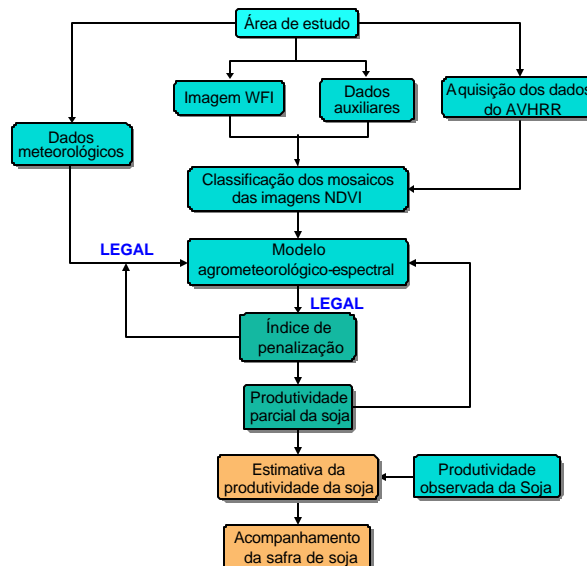 Área de estudo
Imagem WFI
Dados
auxiliares
Aquisição dos dados
do AVHRR
Dados
meteorológicos
Classificação dos mosaicos
das imagens NDVI
LEGAL
Modelo
agrometeorológico-espectral
LEGAL
Índice de
penalização
Produtividade
parcial da soja
Estimativa da
produtividade da soja
Produtividade
observada da Soja
Acompanhamento
da safra de soja